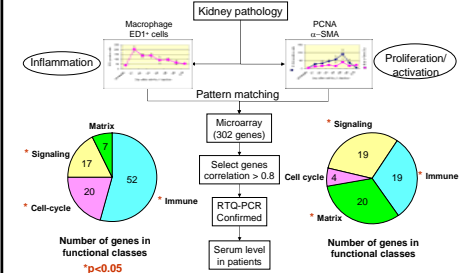 Kidney pathology
Macrophage
ED1⁺ cells
PCNA
α-SMA
Inflammation
Proliferation/
activation
Pattern matching
Microarray
(302 genes)
Select genes
correlation > 0.8
RTQ-PCR
Confirmed
Serum level
in patients
Matrix
7
* Signaling
17
20
52
* Cell-cycle
* Immune
Number of genes in
functional classes
*p<0.05
* Signaling
19
Cell cycle
4
19
* Immune
20
* Matrix
Number of genes in
functional classes